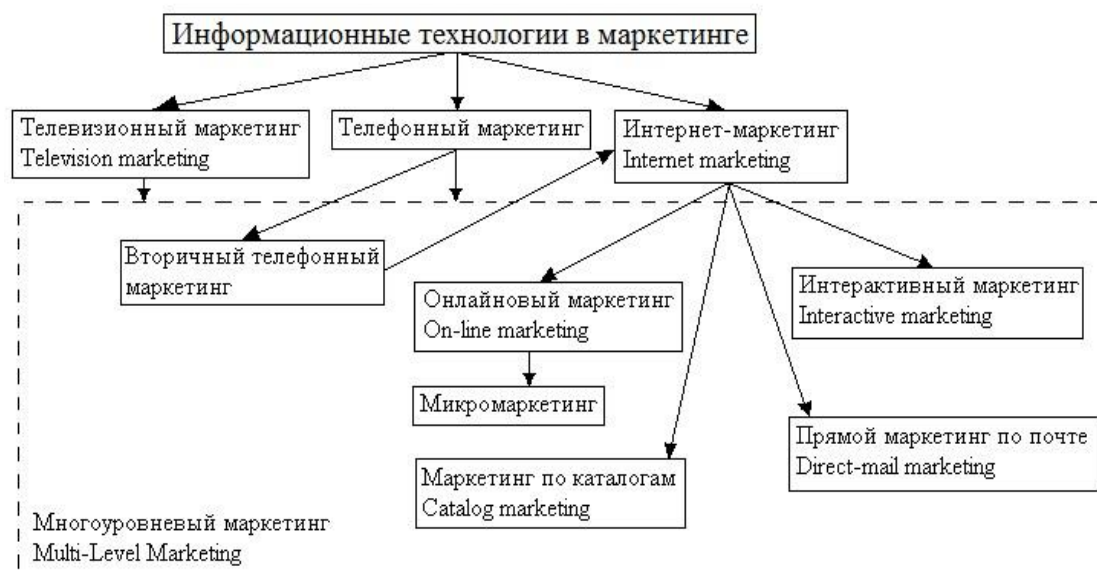 Информационные технологии в маркетинге
Телевизионный маркетинг
Television marketing
Телефонный маркетинг
Интернет-маркетинг
Internet marketing
Вторичный телефонный
маркетинг
Онлайновый маркетинг
On-line marketing
Интерактивный маркетинг
Interactive marketing
Микромаркетинг
Прямой маркетинг по почте
Direct-mail marketing
Маркетинг по каталогам
Catalog marketing
Многоуровневый маркетинг
Multi-Level Marketing